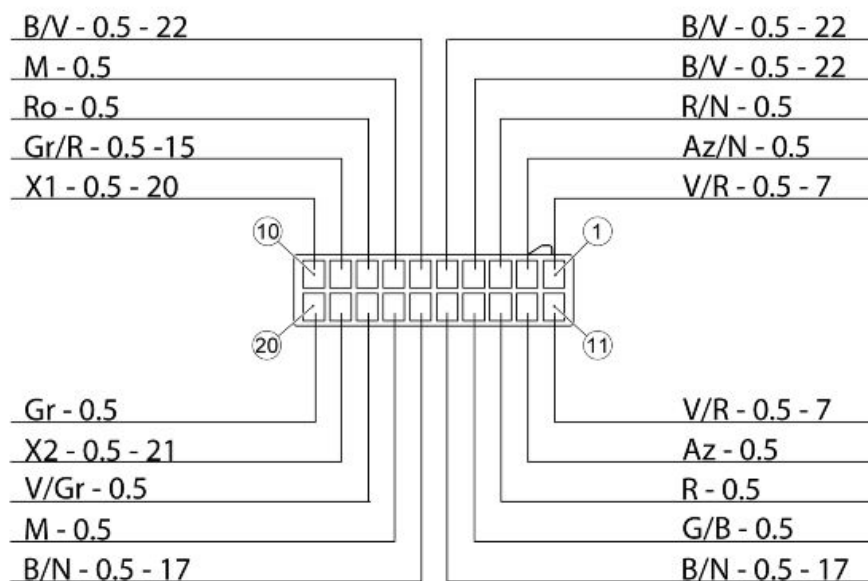 B/V - 0.5 - 22
M - 0.5
Ro - 0.5
Gr/R - 0.5 -15
X1 - 0.5 - 20
B/V - 0.5 - 22
B/V - 0.5 - 22
R/N - 0.5
Az/N - 0.5
V/R - 0.5 - 7
10
1
20
11
Gr - 0.5
X2 - 0.5 - 21
V/Gr - 0.5
M - 0.5
B/N - 0.5 - 17
V/R - 0.5 - 7
Az - 0.5
R - 0.5
G/B - 0.5
B/N - 0.5 - 17